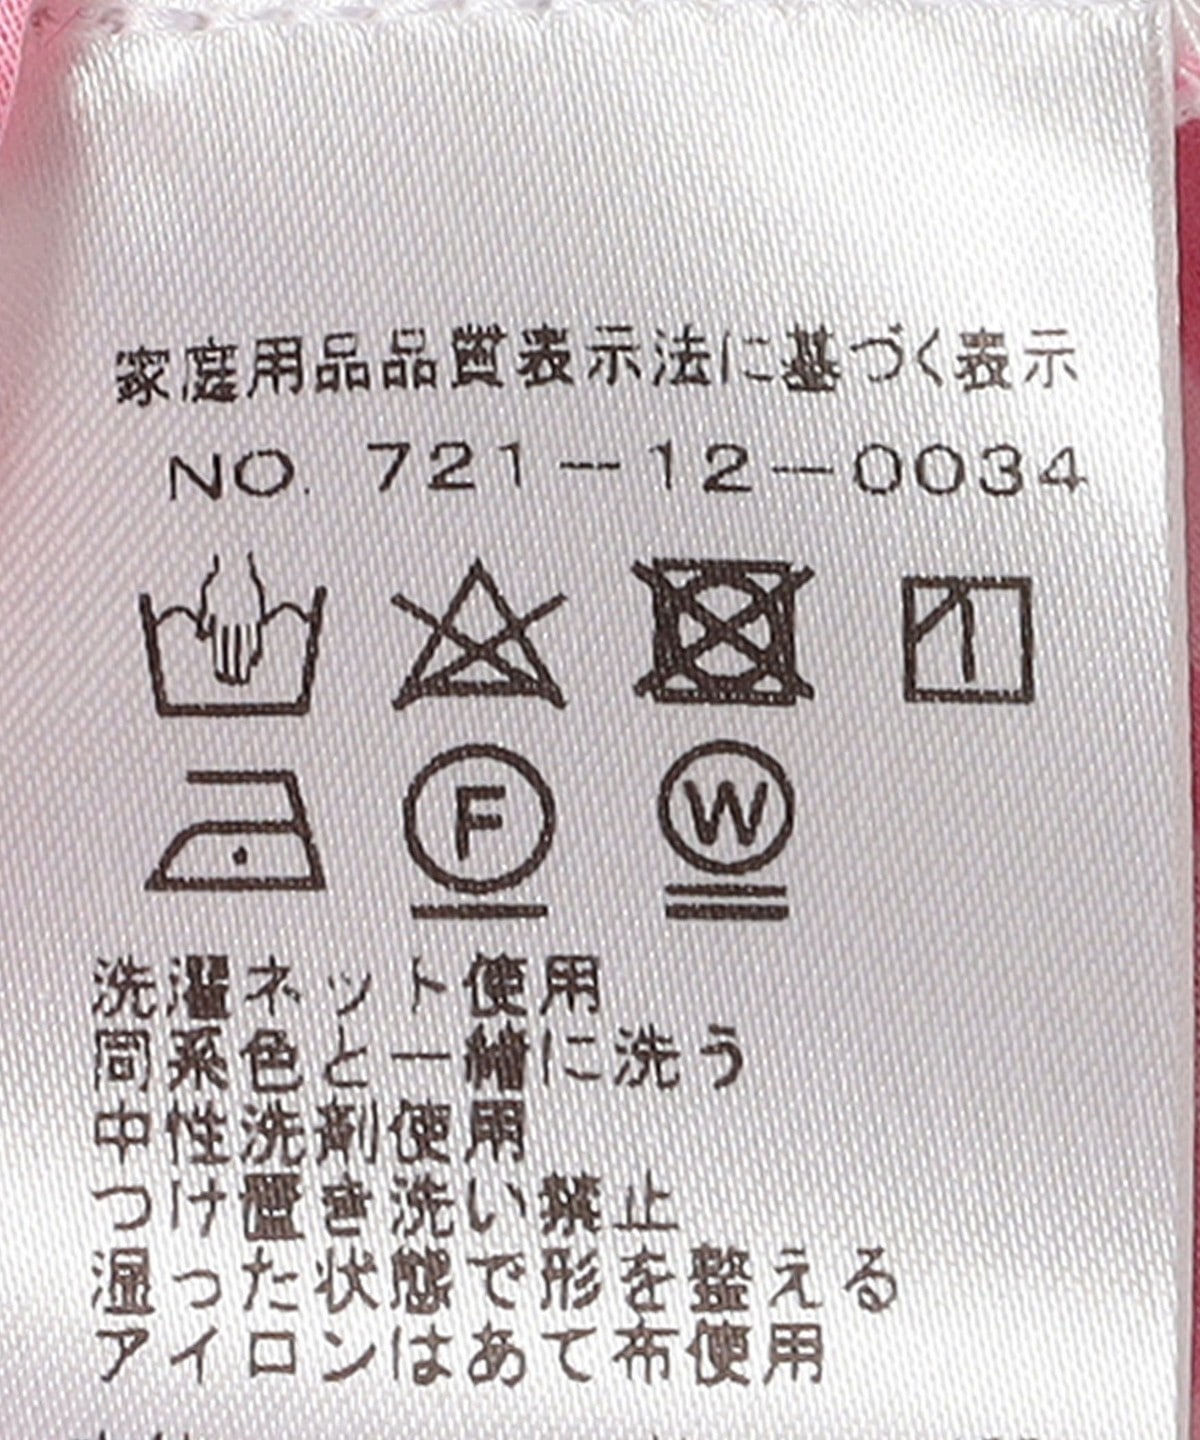 家庭用品品質表示法に基づく表示
NO. 721-12-0034
F W
洗濯ネット使用
同系色と一緒に洗う
中性洗剤使用
つけ置き洗い禁止
湿った状態で形を整える
アイロンはあて布使用